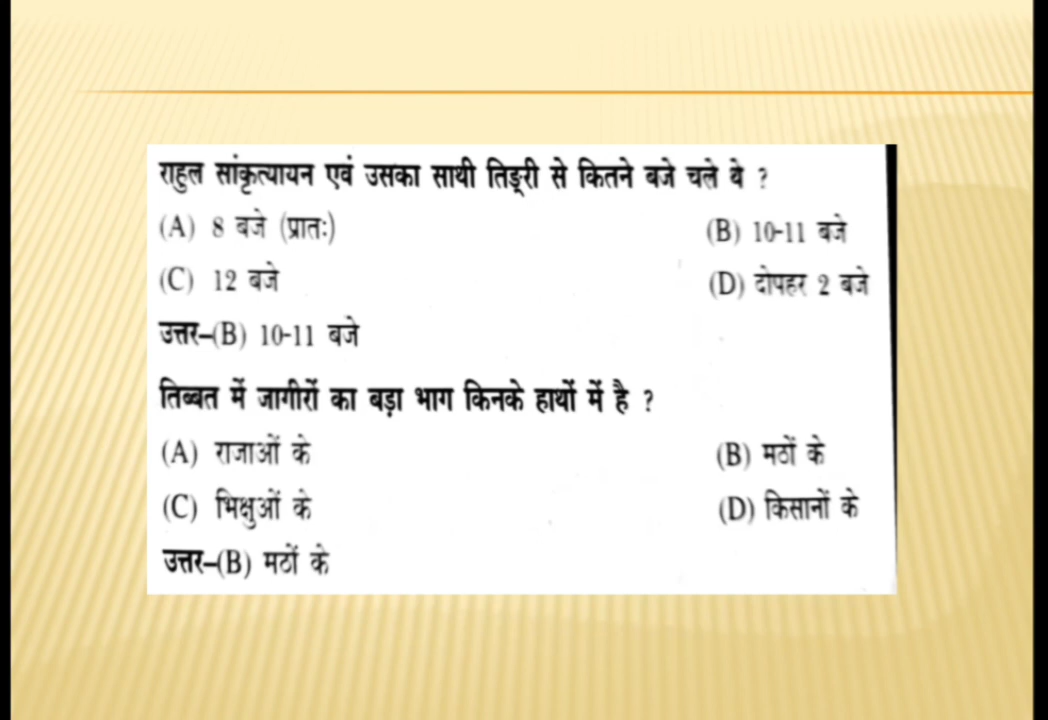 राहुल सांकृत्यायन एवं उसका साथी तिङ्री से कितने बजे चले थे ?
(A) 8 बजे (प्रातः) (B) 10-11 बजे
(C) 12 बजे (D) दोपहर 2 बजे
उत्तर–(B) 10-11 बजे
तिब्बत में जागीरों का बड़ा भाग किनके हाथों में है ?
(A) राजाओं के (B) मठों के
(C) भिक्षुओं के (D) किसानों के
उत्तर–(B) मठों के